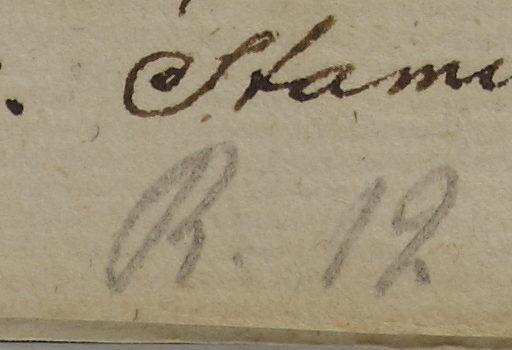 . Stam
R. 12